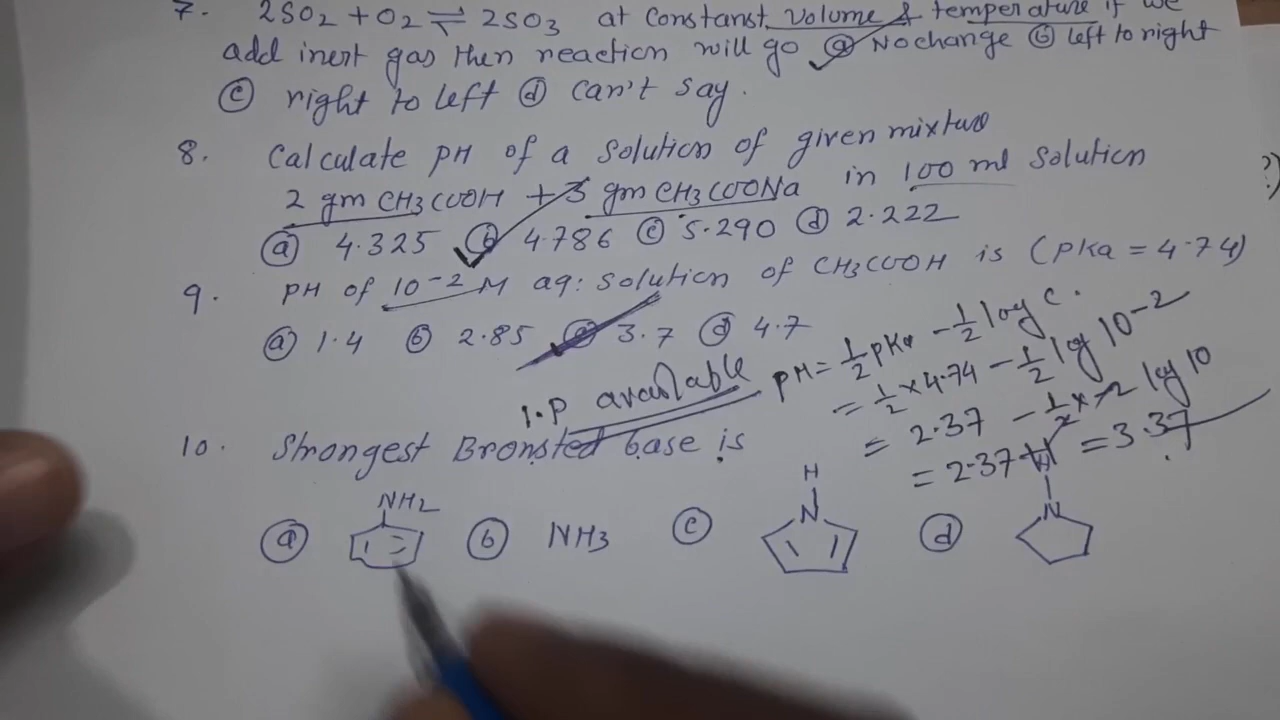 7. 2SO2 + O2 ⇌ 2SO3 at Constanst volume & temperature if we
add inert gas then reaction will go ⓐ Nochange ⓑ left to right
ⓒ right to left ⓓ can't say.
8. Calculate pH of a solution of given mixture
2 gm CH3COOH + 3 gm CH3COONa in 100 ml solution
ⓐ 4.325 ⓑ 4.786 ⓒ 5.290 ⓓ 2.222
9. pH of 10-2 M aq: solution of CH3COOH is (pKa = 4.74)
ⓐ 1.4 ⓑ 2.85 ⓒ 3.7 ⓓ 4.7
pH = 1/2 pKa - 1/2 log c.
= 1/2 x 4.74 - 1/2 log 10-2
= 2.37 - 1/2 x -2 log 10
= 2.37 + 1 = 3.37
l.p available
10. Strongest Bronsted base is
ⓐ NH2 ⓑ NH3 ⓒ H N ⓓ H N